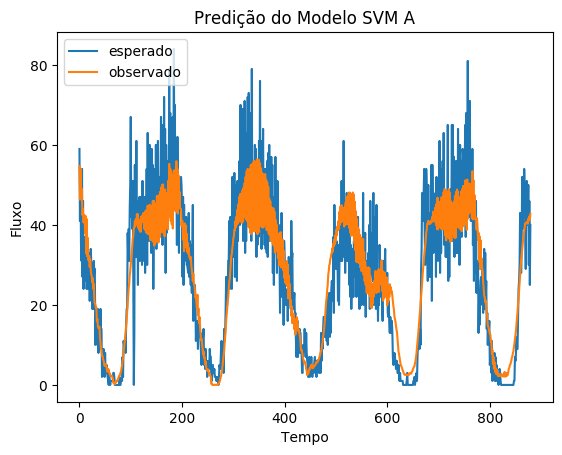 Predição do Modelo SVM A
esperado
observado
Fluxo
80
60
40
20
0
0 200 400 600 800
Tempo